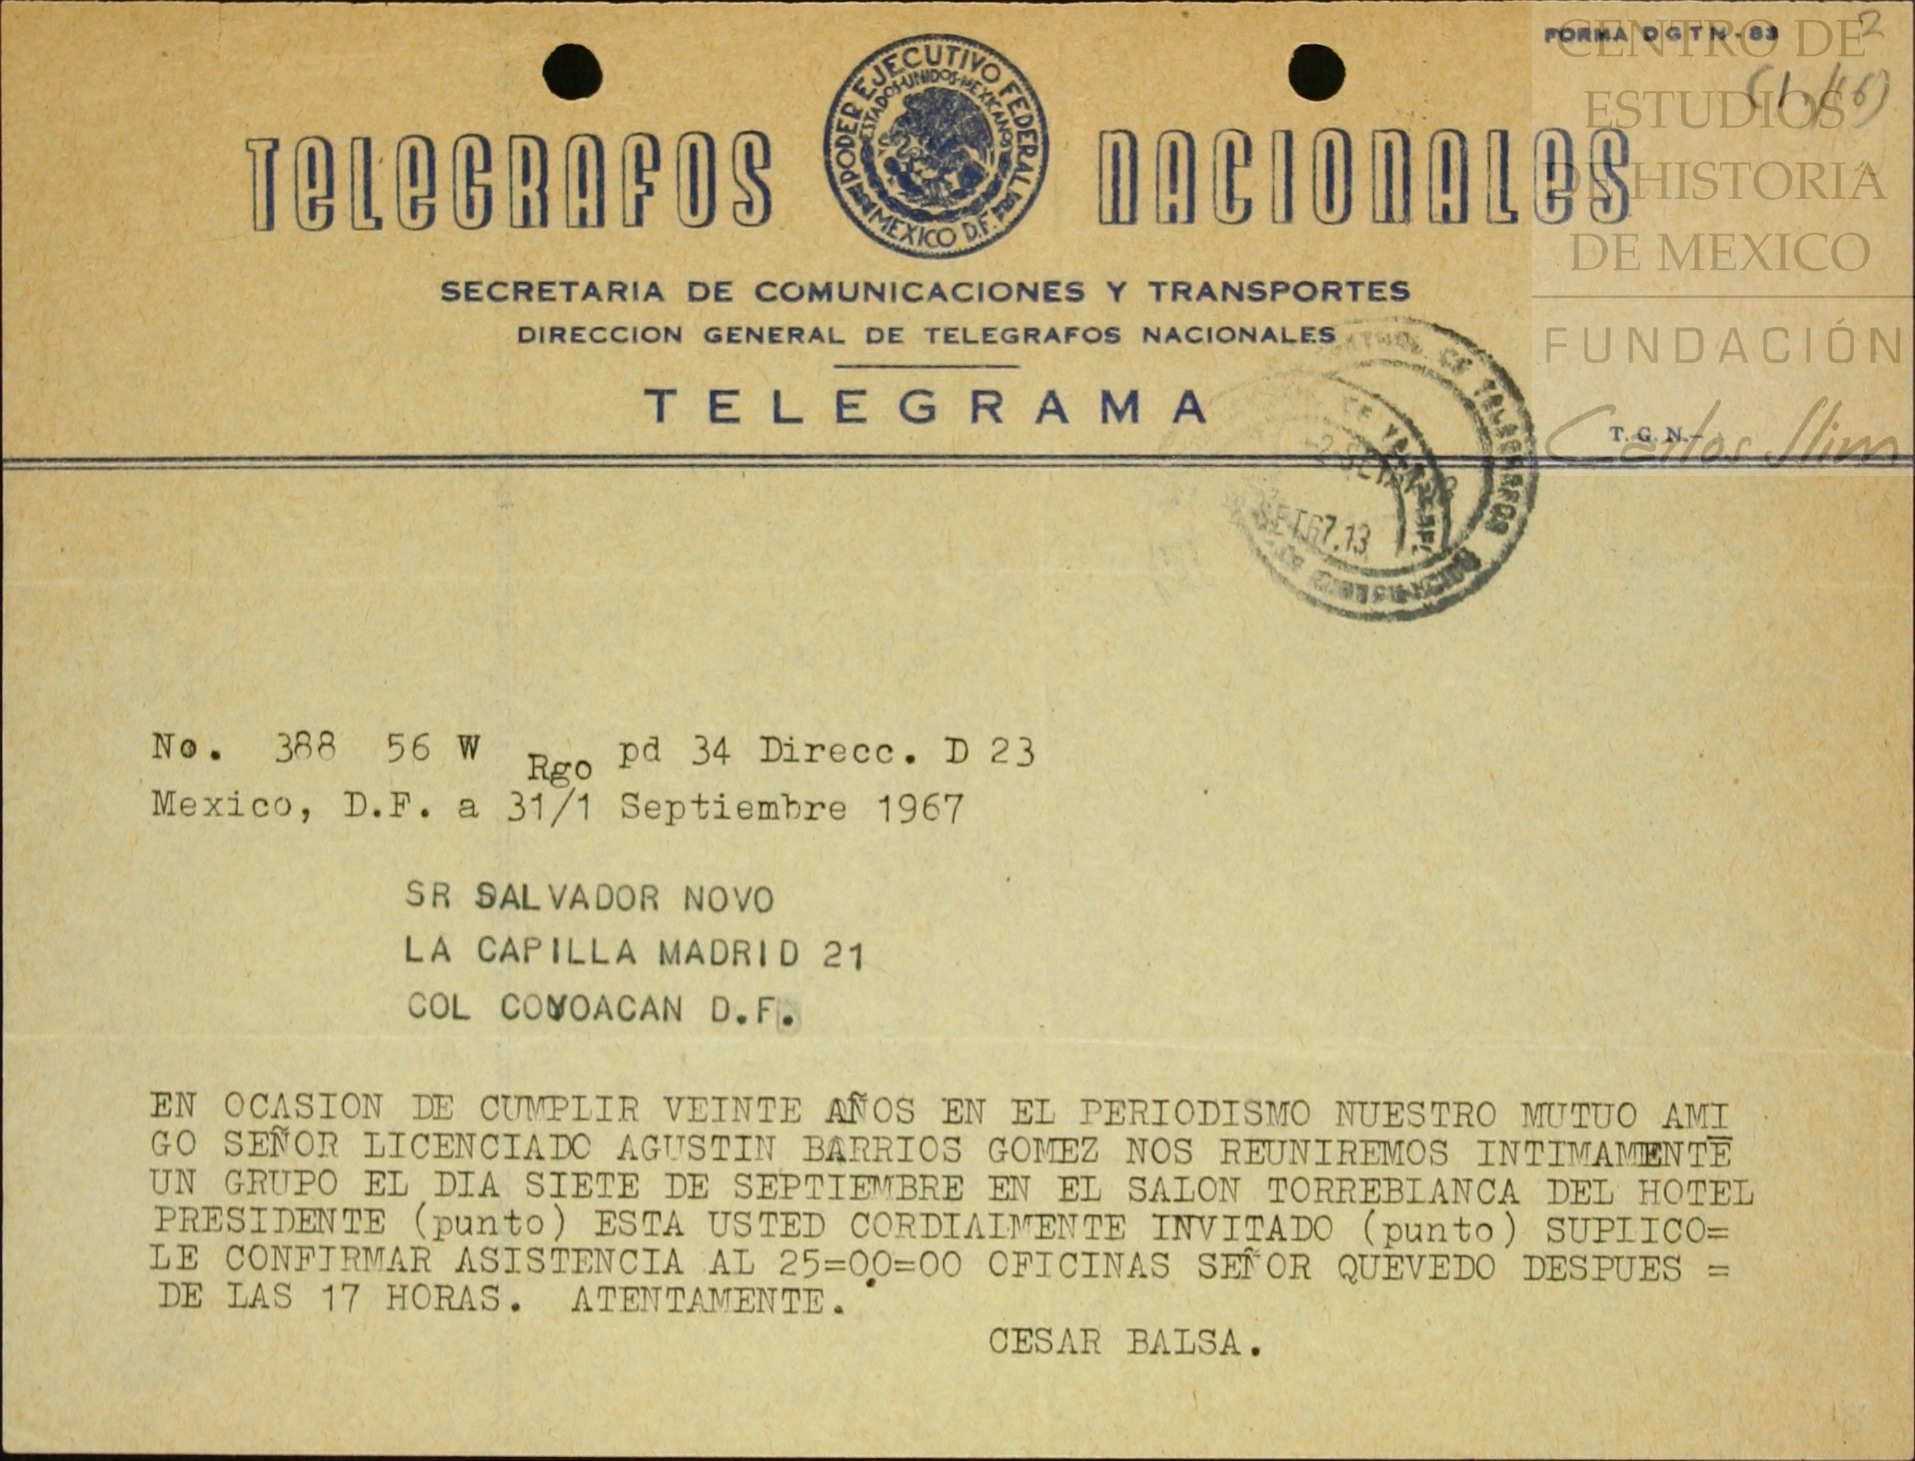 FORMA DGTN-83
2
CENTRO DE
ESTUDIOS
DE HISTORIA
DE MEXICO
FUNDACIÓN
Carlos Slim
TELEGRAFOS NACIONALES
PODER EJECUTIVO FEDERAL
ESTADOS UNIDOS MEXICANOS
MEXICO D.F.
SECRETARIA DE COMUNICACIONES Y TRANSPORTES
DIRECCION GENERAL DE TELEGRAFOS NACIONALES
TELEGRAMA
T. G. N.-
No. 388 56 W Rgo pd 34 Direcc. D 23
Mexico, D.F. a 31/1 Septiembre 1967
SR SALVADOR NOVO
LA CAPILLA MADRID 21
COL COYOACAN D.F.
EN OCASION DE CUMPLIR VEINTE AÑOS EN EL PERIODISMO NUESTRO MUTUO AMI
GO SEÑOR LICENCIADO AGUSTIN BARRIOS GOMEZ NOS REUNIREMOS INTIMAMENTE
UN GRUPO EL DIA SIETE DE SEPTIEMBRE EN EL SALON TORREBLANCA DEL HOTEL
PRESIDENTE (punto) ESTA USTED CORDIALMENTE INVITADO (punto) SUPLICO=
LE CONFIRMAR ASISTENCIA AL 25=00=00 OFICINAS SEÑOR QUEVEDO DESPUES =
DE LAS 17 HORAS. ATENTAMENTE.
CESAR BALSA.